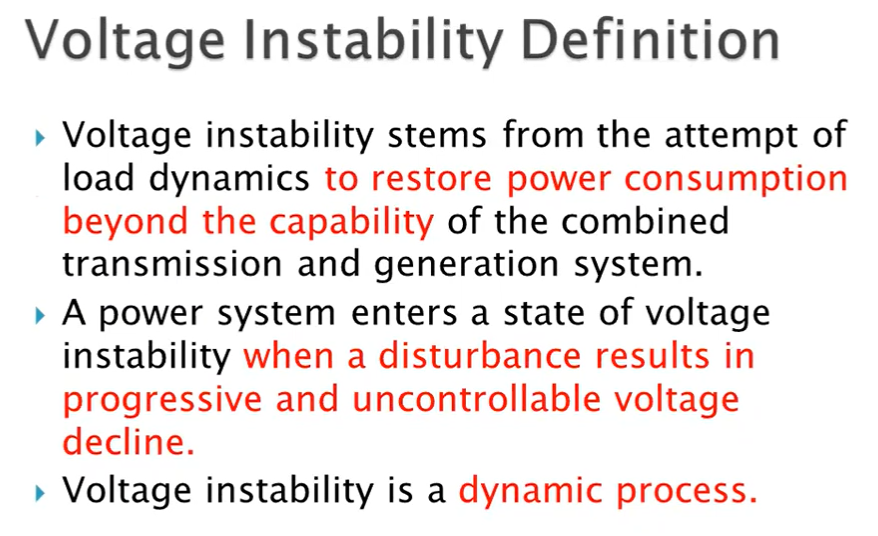 Voltage Instability Definition
Voltage instability stems from the attempt of
load dynamics to restore power consumption
beyond the capability of the combined
transmission and generation system.
A power system enters a state of voltage
instability when a disturbance results in
progressive and uncontrollable voltage
decline.
Voltage instability is a dynamic process.